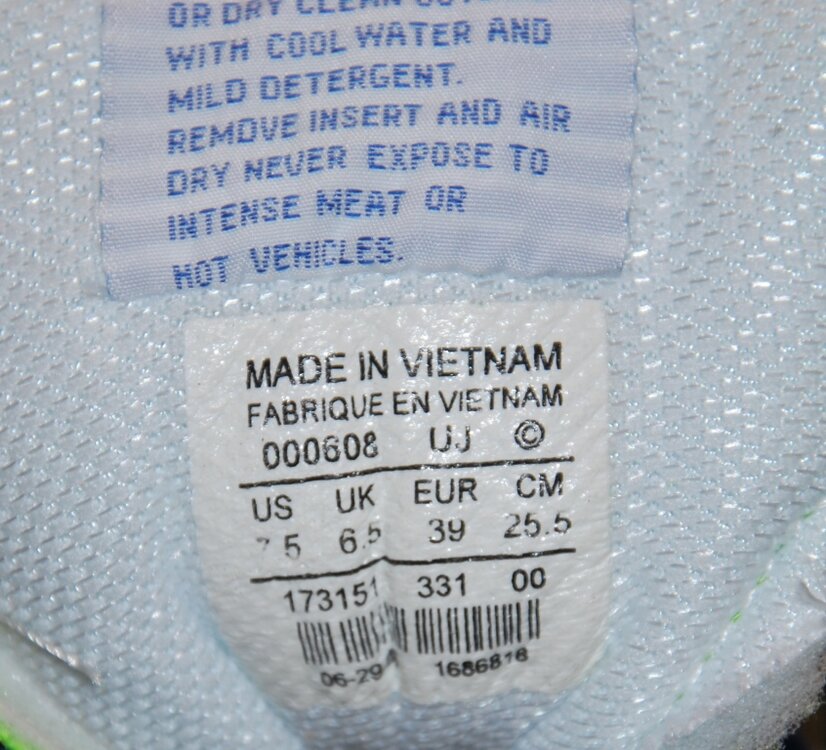 OR DRY CLEAN
WITH COOL WATER AND
MILD DETERGENT.
REMOVE INSERT AND AIR
DRY NEVER EXPOSE TO
INTENSE MEAT OR
HOT VEHICLES.
MADE IN VIETNAM
FABRIQUE EN VIETNAM
000608 UJ ©
US UK EUR CM
7.5 6.5 39 25.5
173151 331 00
06-29 1686818